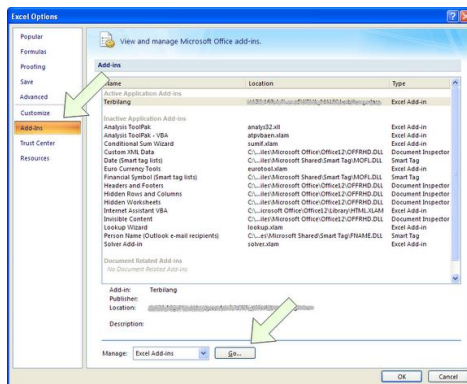 Excel Options
Popular
Formulas
Proofing
Save
Advanced
Customize
Add-Ins
Trust Center
Resources
View and manage Microsoft Office add-ins.
Add-ins
Name Location Type
Active Application Add-ins
Terbilang Excel Add-in
Inactive Application Add-ins
Analysis ToolPak analys32.xll Excel Add-in
Analysis ToolPak - VBA atpvbaen.xlam Excel Add-in
Conditional Sum Wizard sumif.xlam Excel Add-in
Custom XML Data C:\...iles\Microsoft Office\Office12\OFFRHD.DLL Document Inspector
Date (Smart tag lists) C:\...es\Microsoft Shared\Smart Tag\MOFL.DLL Smart Tag
Euro Currency Tools eurotool.xlam Excel Add-in
Financial Symbol (Smart tag lists) C:\...es\Microsoft Shared\Smart Tag\MOFL.DLL Smart Tag
Headers and Footers C:\...iles\Microsoft Office\Office12\OFFRHD.DLL Document Inspector
Hidden Rows and Columns C:\...iles\Microsoft Office\Office12\OFFRHD.DLL Document Inspector
Hidden Worksheets C:\...iles\Microsoft Office\Office12\OFFRHD.DLL Document Inspector
Internet Assistant VBA C:\...icrosoft Office\Office12\Library\HTML.XLAM Excel Add-in
Invisible Content C:\...iles\Microsoft Office\Office12\OFFRHD.DLL Document Inspector
Lookup Wizard lookup.xlam Excel Add-in
Person Name (Outlook e-mail recipients) C:\...es\Microsoft Shared\Smart Tag\FNAME.DLL Smart Tag
Solver Add-in solver.xlam Excel Add-in
Document Related Add-ins
No Document Related Add-ins
Add-in: Terbilang
Publisher:
Location:
Description:
Manage: Excel Add-ins Go...
OK Cancel